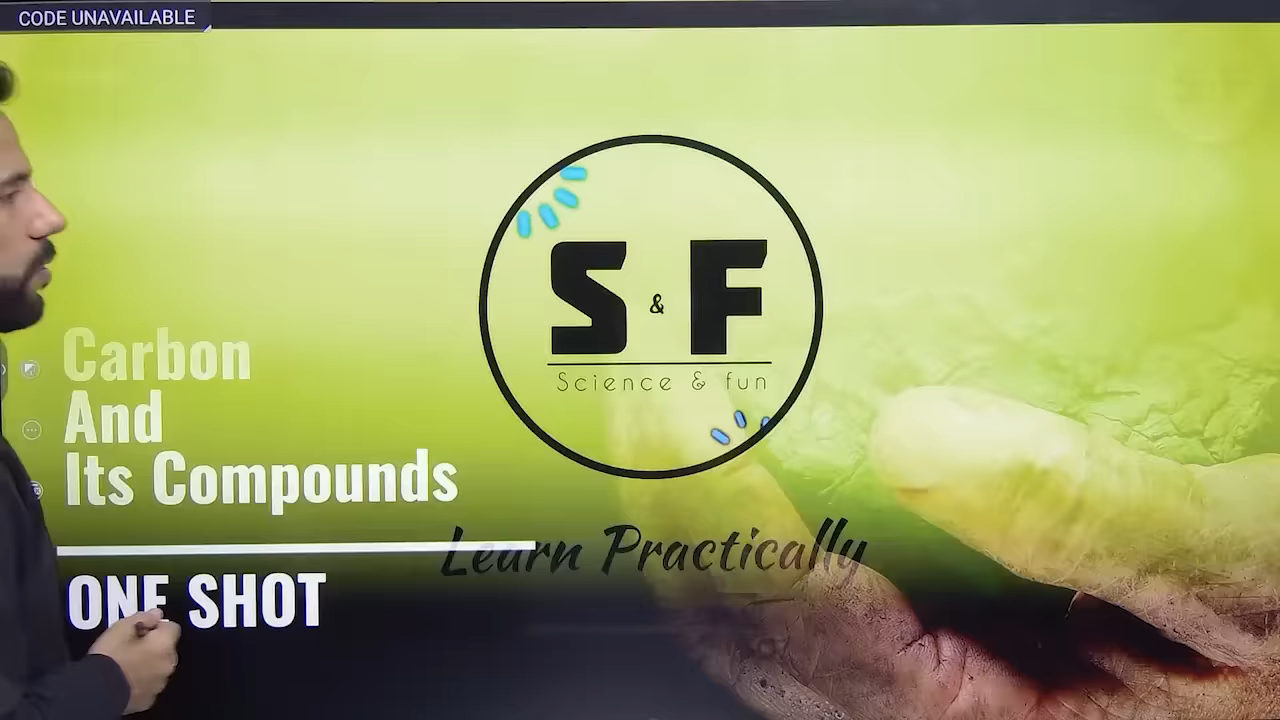 CODE UNAVAILABLE
S & F
Science & fun
Carbon
And
Its Compounds
Learn Practically
ONE SHOT